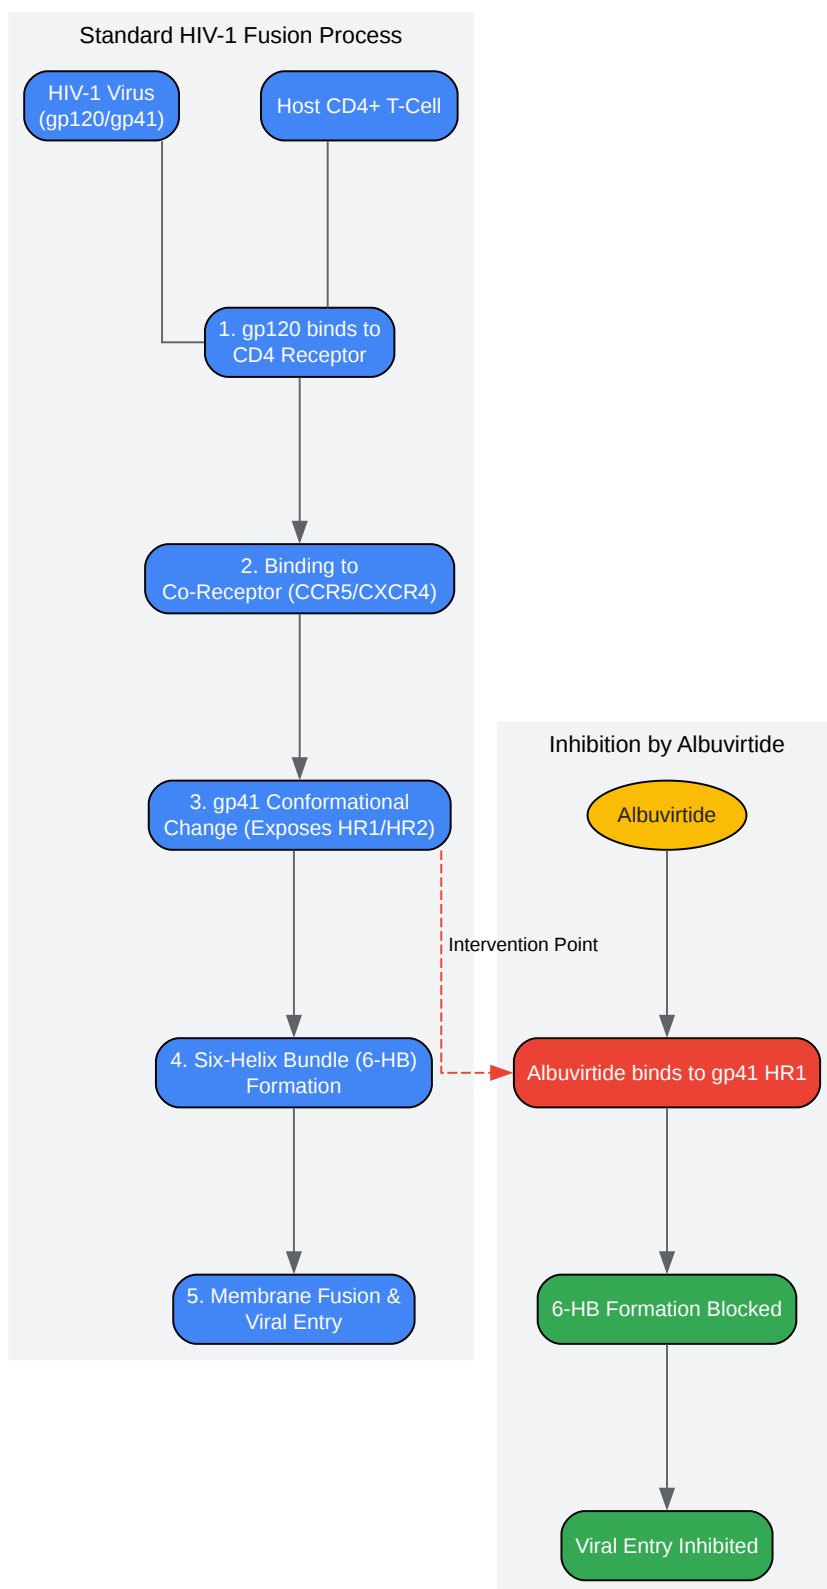 Standard HIV-1 Fusion Process
HIV-1 Virus
(gp120/gp41)
Host CD4+ T-Cell
1. gp120 binds to
CD4 Receptor
2. Binding to
Co-Receptor (CCR5/CXCR4)
3. gp41 Conformational
Change (Exposes HR1/HR2)
Intervention Point
4. Six-Helix Bundle (6-HB)
Formation
5. Membrane Fusion &
Viral Entry
Inhibition by Albuvirtide
Albuvirtide
Albuvirtide binds to gp41 HR1
6-HB Formation Blocked
Viral Entry Inhibited